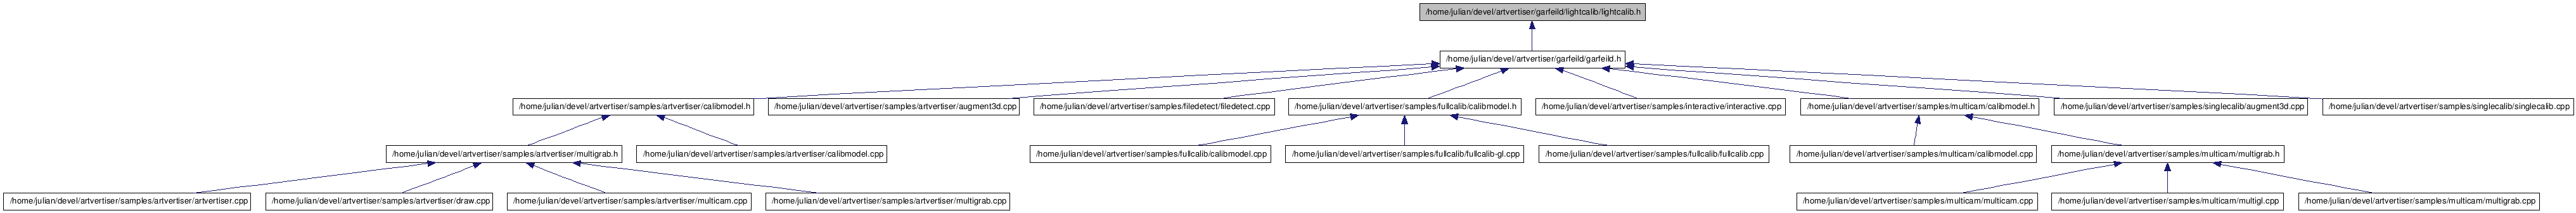 /home/julian/devel/artvertiser/garfeild/lightcalib/lightcalib.h
/home/julian/devel/artvertiser/garfeild/garfeild.h
/home/julian/devel/artvertiser/samples/artvertiser/calibmodel.h
/home/julian/devel/artvertiser/samples/artvertiser/augment3d.cpp
/home/julian/devel/artvertiser/samples/filedetect/filedetect.cpp
/home/julian/devel/artvertiser/samples/fullcalib/calibmodel.h
/home/julian/devel/artvertiser/samples/interactive/interactive.cpp
/home/julian/devel/artvertiser/samples/multicam/calibmodel.h
/home/julian/devel/artvertiser/samples/singlecalib/augment3d.cpp
/home/julian/devel/artvertiser/samples/singlecalib/singlecalib.cpp
/home/julian/devel/artvertiser/samples/artvertiser/multigrab.h
/home/julian/devel/artvertiser/samples/artvertiser/calibmodel.cpp
/home/julian/devel/artvertiser/samples/fullcalib/calibmodel.cpp
/home/julian/devel/artvertiser/samples/fullcalib/fullcalib-gl.cpp
/home/julian/devel/artvertiser/samples/fullcalib/fullcalib.cpp
/home/julian/devel/artvertiser/samples/multicam/calibmodel.cpp
/home/julian/devel/artvertiser/samples/multicam/multigrab.h
/home/julian/devel/artvertiser/samples/artvertiser/artvertiser.cpp
/home/julian/devel/artvertiser/samples/artvertiser/draw.cpp
/home/julian/devel/artvertiser/samples/artvertiser/multicam.cpp
/home/julian/devel/artvertiser/samples/artvertiser/multigrab.cpp
/home/julian/devel/artvertiser/samples/multicam/multicam.cpp
/home/julian/devel/artvertiser/samples/multicam/multigl.cpp
/home/julian/devel/artvertiser/samples/multicam/multigrab.cpp